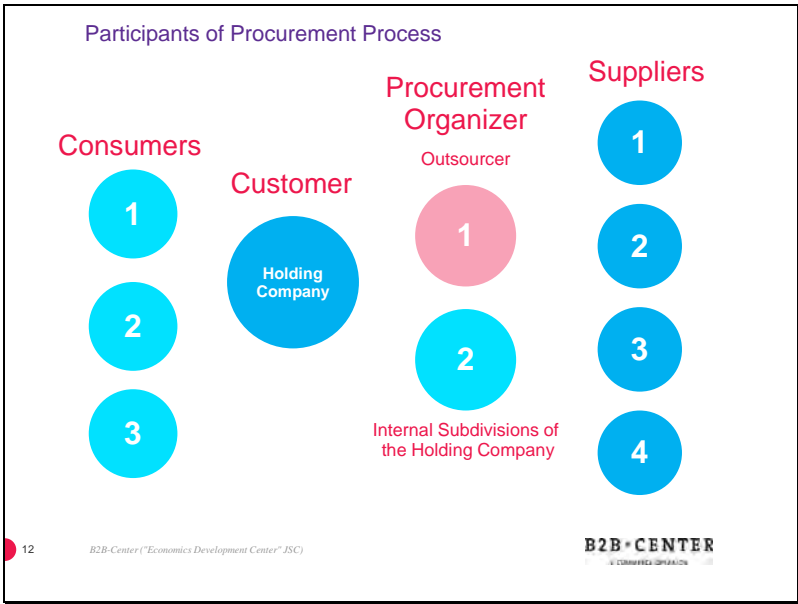 Participants of Procurement Process
Consumers
1
2
3
Customer
Holding
Company
Procurement
Organizer
Outsourcer
1
2
Internal Subdivisions of
the Holding Company
Suppliers
1
2
3
4
12
B2B-Center ("Economics Development Center" JSC)
B2B-CENTER